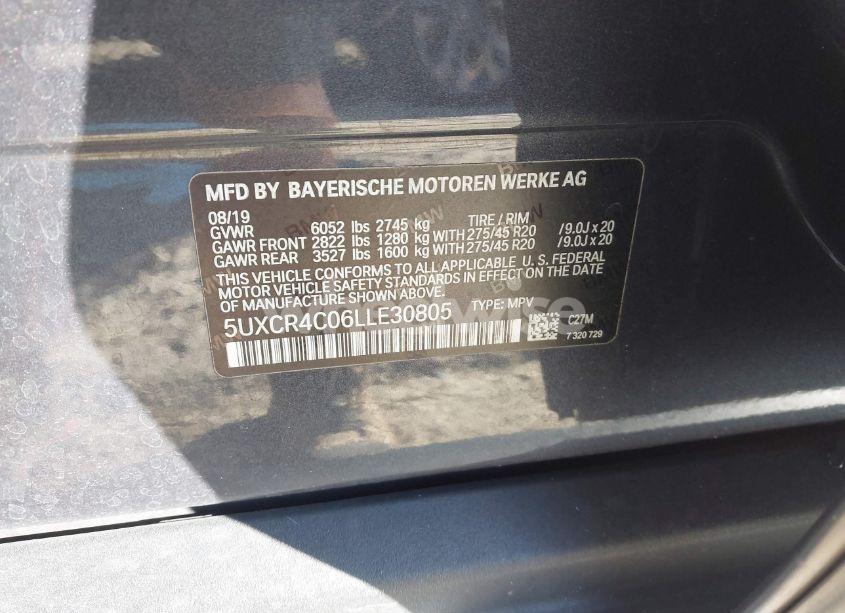 MFD BY BAYERISCHE MOTOREN WERKE AG
08/19 TIRE / RIM
GVWR 6052 lbs 2745 kg
GAWR FRONT 2822 lbs 1280 kg WITH 275/45 R20 /9.0J x 20
GAWR REAR 3527 lbs 1600 kg WITH 275/45 R20 /9.0J x 20
THIS VEHICLE CONFORMS TO ALL APPLICABLE U. S. FEDERAL
MOTOR VEHICLE SAFETY STANDARDS IN EFFECT ON THE DATE
OF MANUFACTURE SHOWN ABOVE.
5UXCR4C06LLE30805 TYPE: MPV
C27M
7 320 729